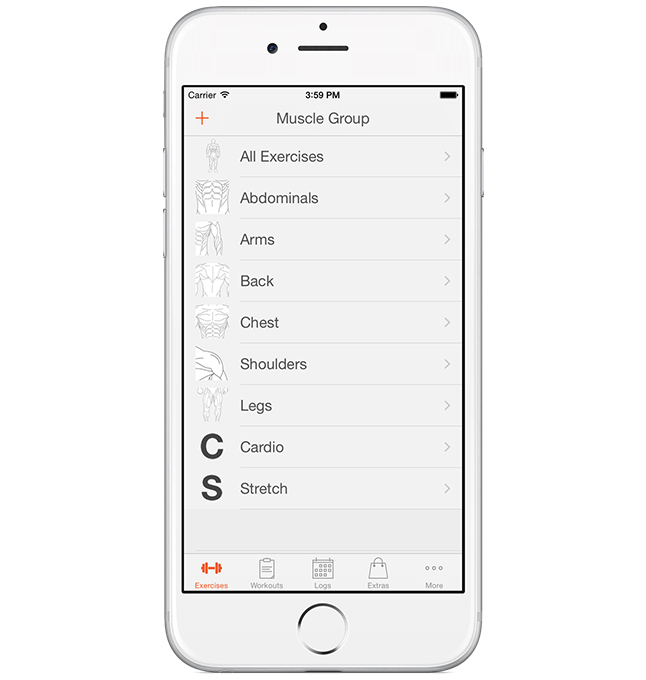 Carrier 3:59 PM
+ Muscle Group
All Exercises
Abdominals
Arms
Back
Chest
Shoulders
Legs
C Cardio
S Stretch
Exercises Workouts Logs Extras More